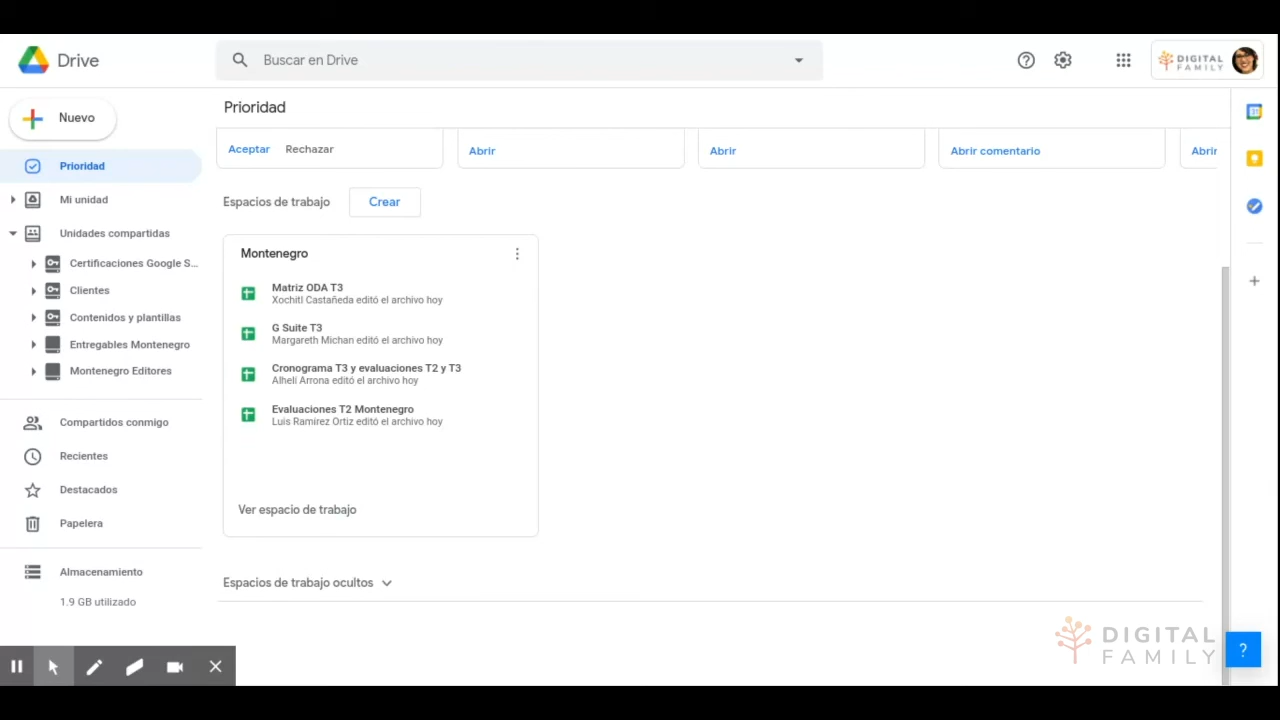 Drive
Buscar en Drive
DIGITAL
FAMILY
Nuevo
Prioridad
Mi unidad
Unidades compartidas
Certificaciones Google S...
Clientes
Contenidos y plantillas
Entregables Montenegro
Montenegro Editores
Compartidos conmigo
Recientes
Destacados
Papelera
Almacenamiento
1.9 GB utilizado
Prioridad
Aceptar Rechazar
Abrir
Abrir
Abrir comentario
Abrir
Espacios de trabajo
Crear
Montenegro
Matriz ODA T3
Xochitl Castañeda editó el archivo hoy
G Suite T3
Margareth Michan editó el archivo hoy
Cronograma T3 y evaluaciones T2 y T3
Alhelí Arrona editó el archivo hoy
Evaluaciones T2 Montenegro
Luis Ramirez Ortiz editó el archivo hoy
Ver espacio de trabajo
Espacios de trabajo ocultos
DIGITAL
FAMILY
?